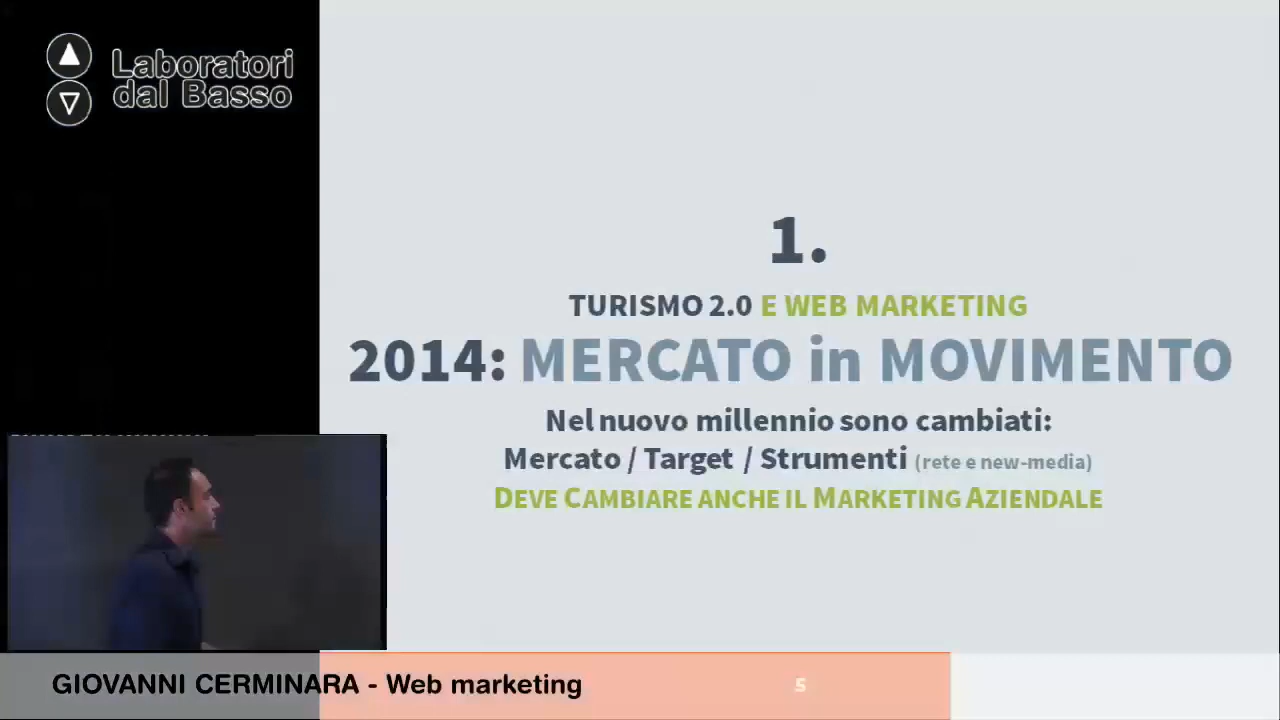 Laboratori
dal Basso
1.
TURISMO 2.0 E WEB MARKETING
2014: MERCATO in MOVIMENTO
Nel nuovo millennio sono cambiati:
Mercato / Target / Strumenti (rete e new-media)
DEVE CAMBIARE ANCHE IL MARKETING AZIENDALE
GIOVANNI CERMINARA - Web marketing
5